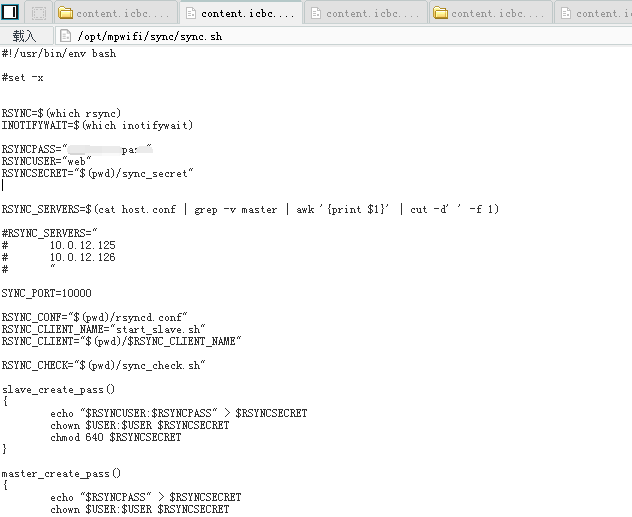 content.icbc....
content.icbc....
content.icbc....
content.icbc....
content.icbc....
载入
/opt/mpwifi/sync/sync.sh
#!/usr/bin/env bash
#set -x
RSYNC=$(which rsync)
INOTIFYWAIT=$(which inotifywait)
RSYNCPASS="
RSYNCUSER="web"
RSYNCSECRET="$(pwd)/sync_secret"
RSYNC_SERVERS=$(cat host.conf | grep -v master | awk '{print $1}' | cut -d' ' -f 1)
#RSYNC_SERVERS="
#       10.0.12.125
#       10.0.12.126
#       "
SYNC_PORT=10000
RSYNC_CONF="$(pwd)/rsyncd.conf"
RSYNC_CLIENT_NAME="start_slave.sh"
RSYNC_CLIENT="$(pwd)/$RSYNC_CLIENT_NAME"
RSYNC_CHECK="$(pwd)/sync_check.sh"
slave_create_pass()
{
        echo "$RSYNCUSER:$RSYNCPASS" > $RSYNCSECRET
        chown $USER:$USER $RSYNCSECRET
        chmod 640 $RSYNCSECRET
}
master_create_pass()
{
        echo "$RSYNCPASS" > $RSYNCSECRET
        chown $USER:$USER $RSYNCSECRET